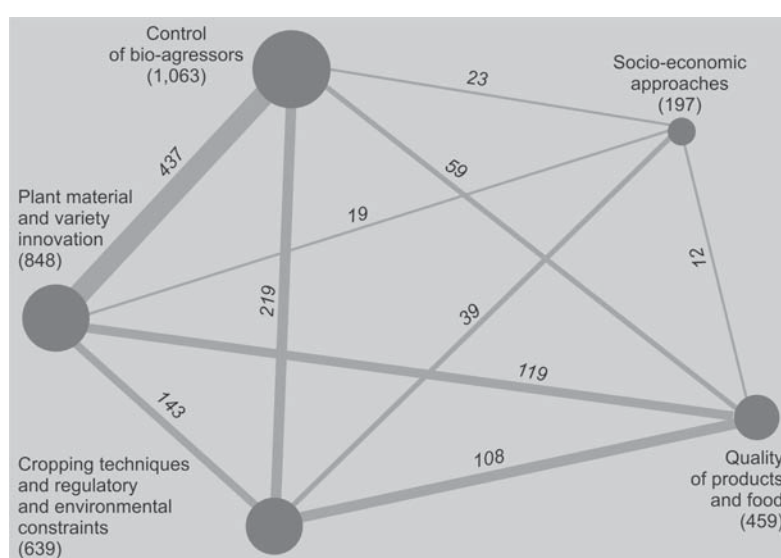 Control
of bio-agressors
(1,063)
23
Socio-economic
approaches
(197)
437
59
Plant material
and variety
innovation
(848)
19
219
12
39
119
143
108
Cropping techniques
and regulatory
and environmental
constraints
(639)
Quality
of products
and food
(459)